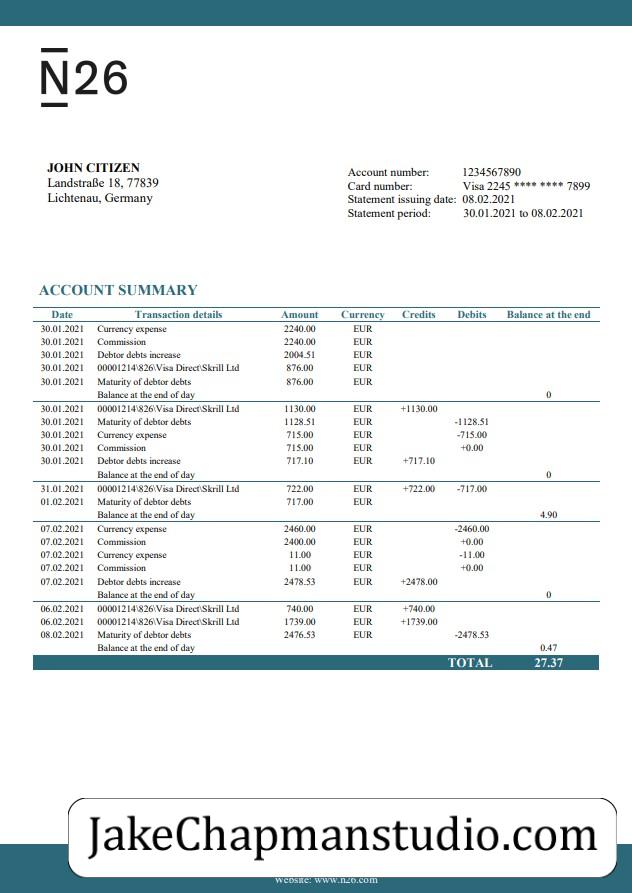 N26
JOHN CITIZEN
Landstraße 18, 77839
Lichtenau, Germany
Account number: 1234567890
Card number: Visa 2245 **** **** 7899
Statement issuing date: 08.02.2021
Statement period: 30.01.2021 to 08.02.2021
ACCOUNT SUMMARY
Date Transaction details Amount Currency Credits Debits Balance at the end
30.01.2021 Currency expense 2240.00 EUR
30.01.2021 Commission 2240.00 EUR
30.01.2021 Debtor debts increase 2004.51 EUR
30.01.2021 00001214\826\Visa Direct\Skrill Ltd 876.00 EUR
30.01.2021 Maturity of debtor debts 876.00 EUR
Balance at the end of day 0
30.01.2021 00001214\826\Visa Direct\Skrill Ltd 1130.00 EUR +1130.00
30.01.2021 Maturity of debtor debts 1128.51 EUR -1128.51
30.01.2021 Currency expense 715.00 EUR -715.00
30.01.2021 Commission 715.00 EUR +0.00
30.01.2021 Debtor debts increase 717.10 EUR +717.10
Balance at the end of day 0
31.01.2021 00001214\826\Visa Direct\Skrill Ltd 722.00 EUR +722.00 -717.00
01.02.2021 Maturity of debtor debts 717.00 EUR
Balance at the end of day 4.90
07.02.2021 Currency expense 2460.00 EUR -2460.00
07.02.2021 Commission 2400.00 EUR +0.00
07.02.2021 Currency expense 11.00 EUR -11.00
07.02.2021 Commission 11.00 EUR +0.00
07.02.2021 Debtor debts increase 2478.53 EUR +2478.00
Balance at the end of day 0
06.02.2021 00001214\826\Visa Direct\Skrill Ltd 740.00 EUR +740.00
06.02.2021 00001214\826\Visa Direct\Skrill Ltd 1739.00 EUR +1739.00
08.02.2021 Maturity of debtor debts 2476.53 EUR -2478.53
Balance at the end of day 0.47
TOTAL 27.37
JakeChapmanstudio.com
Website: www.n26.com